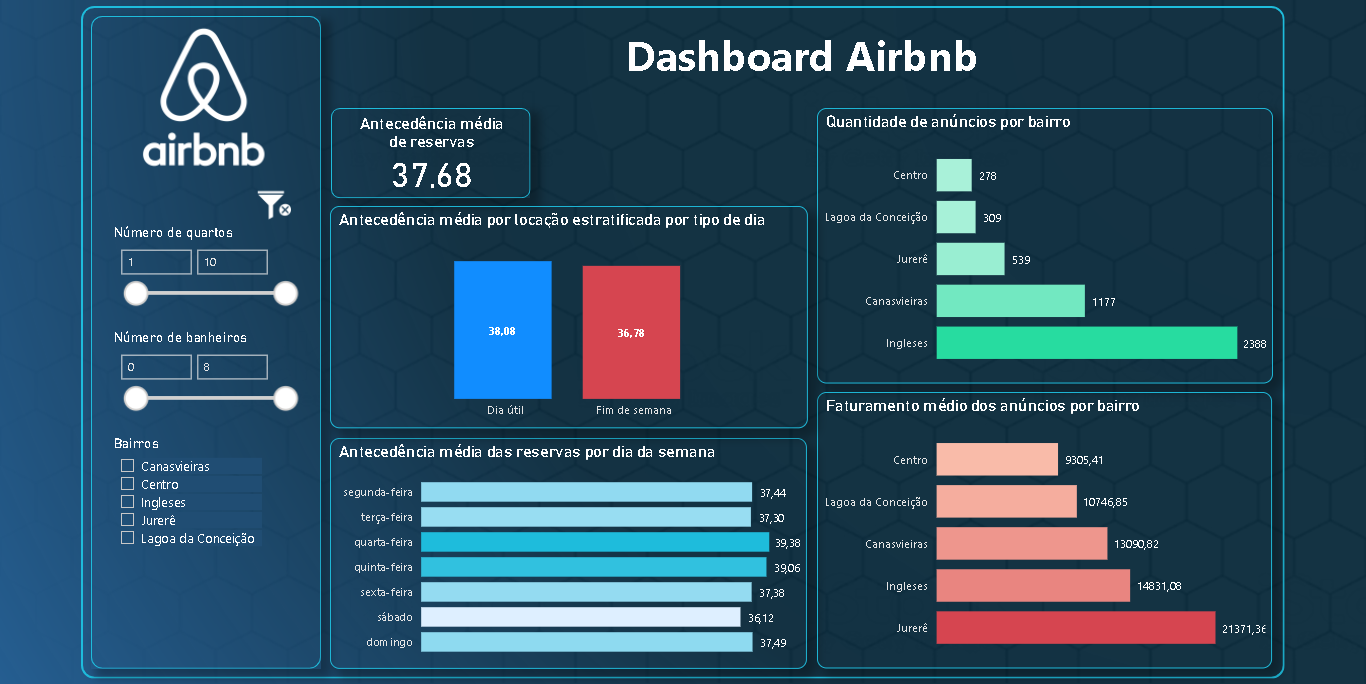 airbnb
Número de quartos
1 10
Número de banheiros
0 8
Bairros
Canasvieiras
Centro
Ingleses
Jurerê
Lagoa da Conceição
Dashboard Airbnb
Antecedência média
de reservas
37.68
Antecedência média por locação estratificada por tipo de dia
38,08
36,78
Dia útil
Fim de semana
Antecedência média das reservas por dia da semana
segunda-feira 37,44
terça-feira 37,30
quarta-feira 39,38
quinta-feira 39,06
sexta-feira 37,38
sábado 36,12
domingo 37,49
Quantidade de anúncios por bairro
Centro 278
Lagoa da Conceição 309
Jurerê 539
Canasvieiras 1177
Ingleses 2388
Faturamento médio dos anúncios por bairro
Centro 9305,41
Lagoa da Conceição 10746,85
Canasvieiras 13090,82
Ingleses 14831,08
Jurerê 21371,36